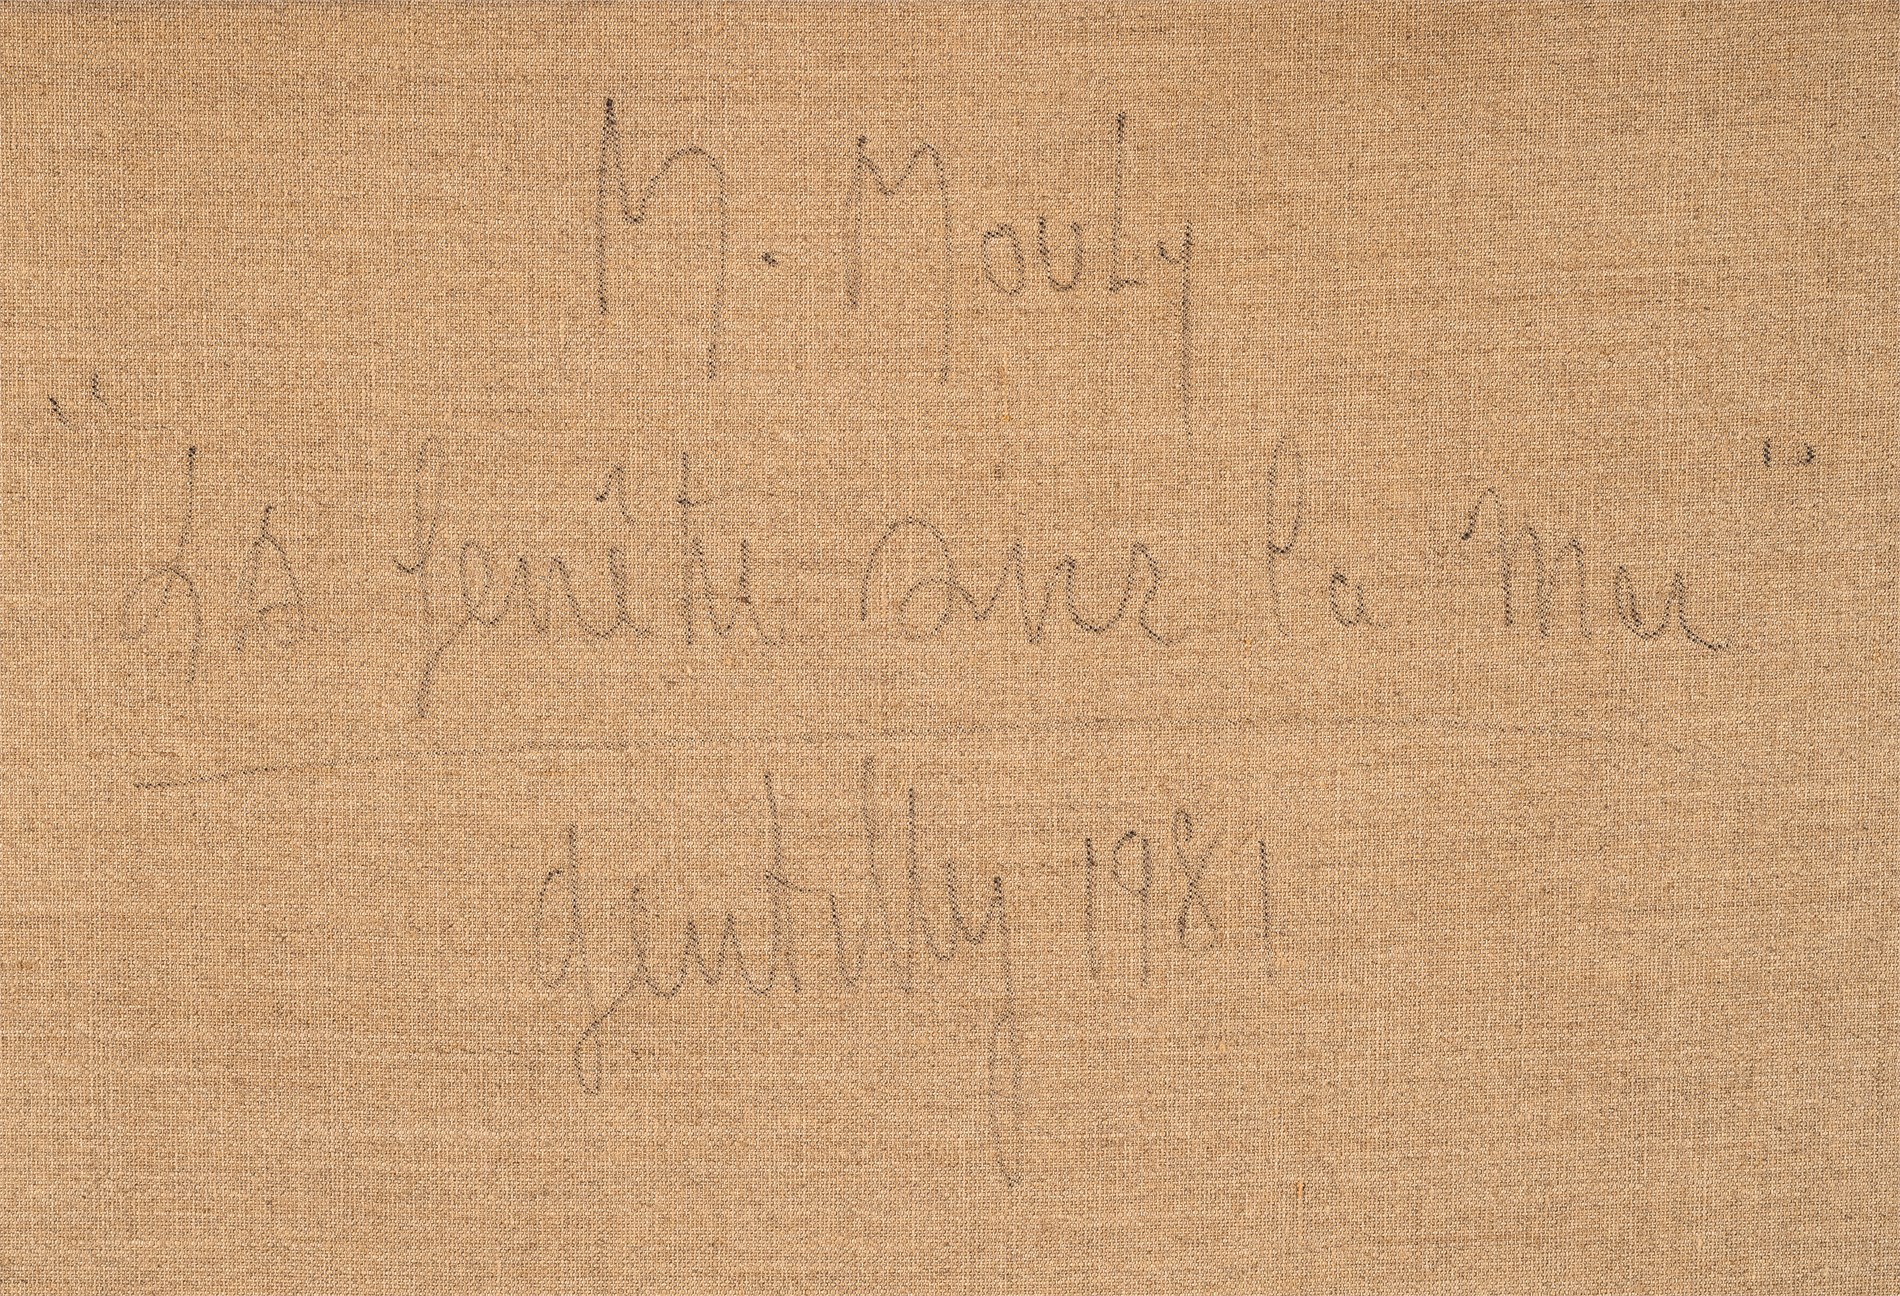 M. Mouly
"La fenêtre sur la Mer"
gentilly 1981